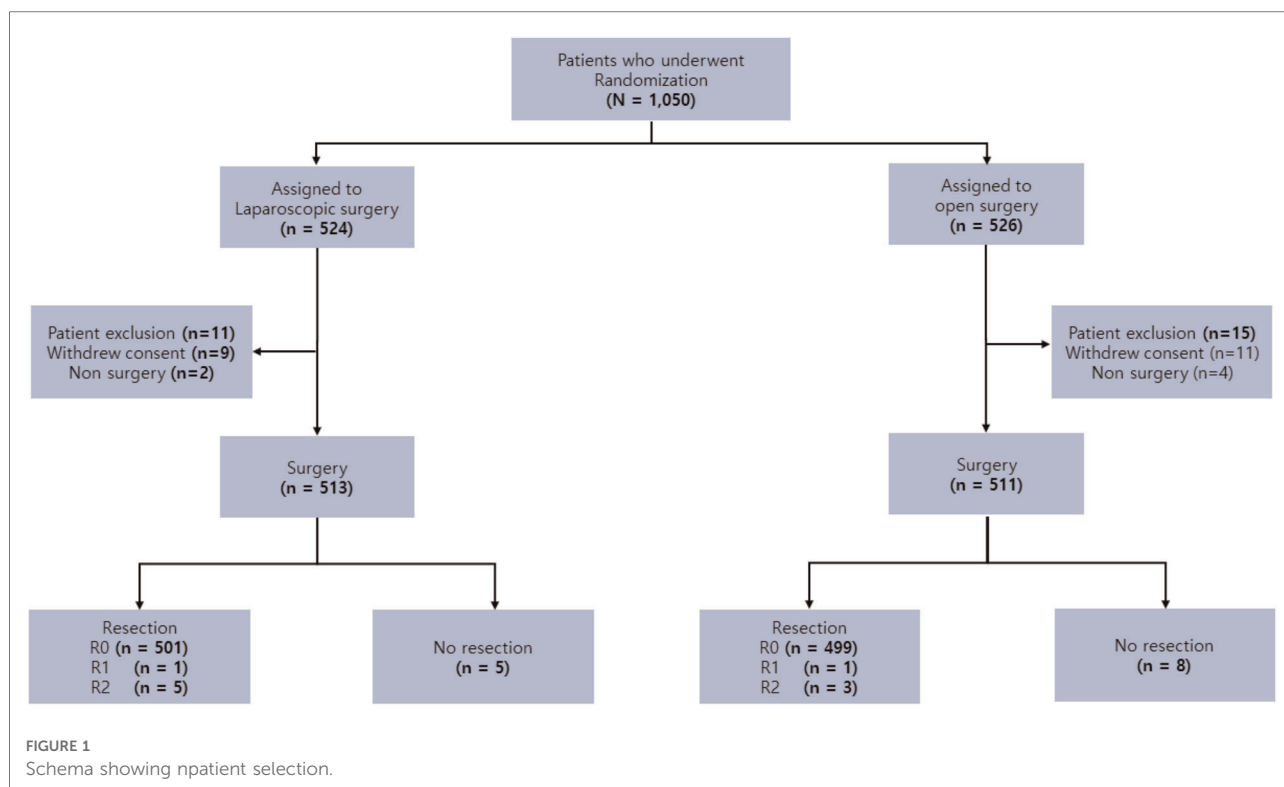 Patients who underwent
Randomization
(N = 1,050)
Assigned to
Laparoscopic surgery
(n = 524)
Assigned to
open surgery
(n = 526)
Patient exclusion (n=11)
Withdrew consent (n=9)
Non surgery (n=2)
Patient exclusion (n=15)
Withdrew consent (n=11)
Non surgery (n=4)
Surgery
(n = 513)
Surgery
(n = 511)
Resection
R0 (n = 501)
R1 (n = 1)
R2 (n = 5)
No resection
(n = 5)
Resection
R0 (n = 499)
R1 (n = 1)
R2 (n = 3)
No resection
(n = 8)
FIGURE 1
Schema showing npatient selection.